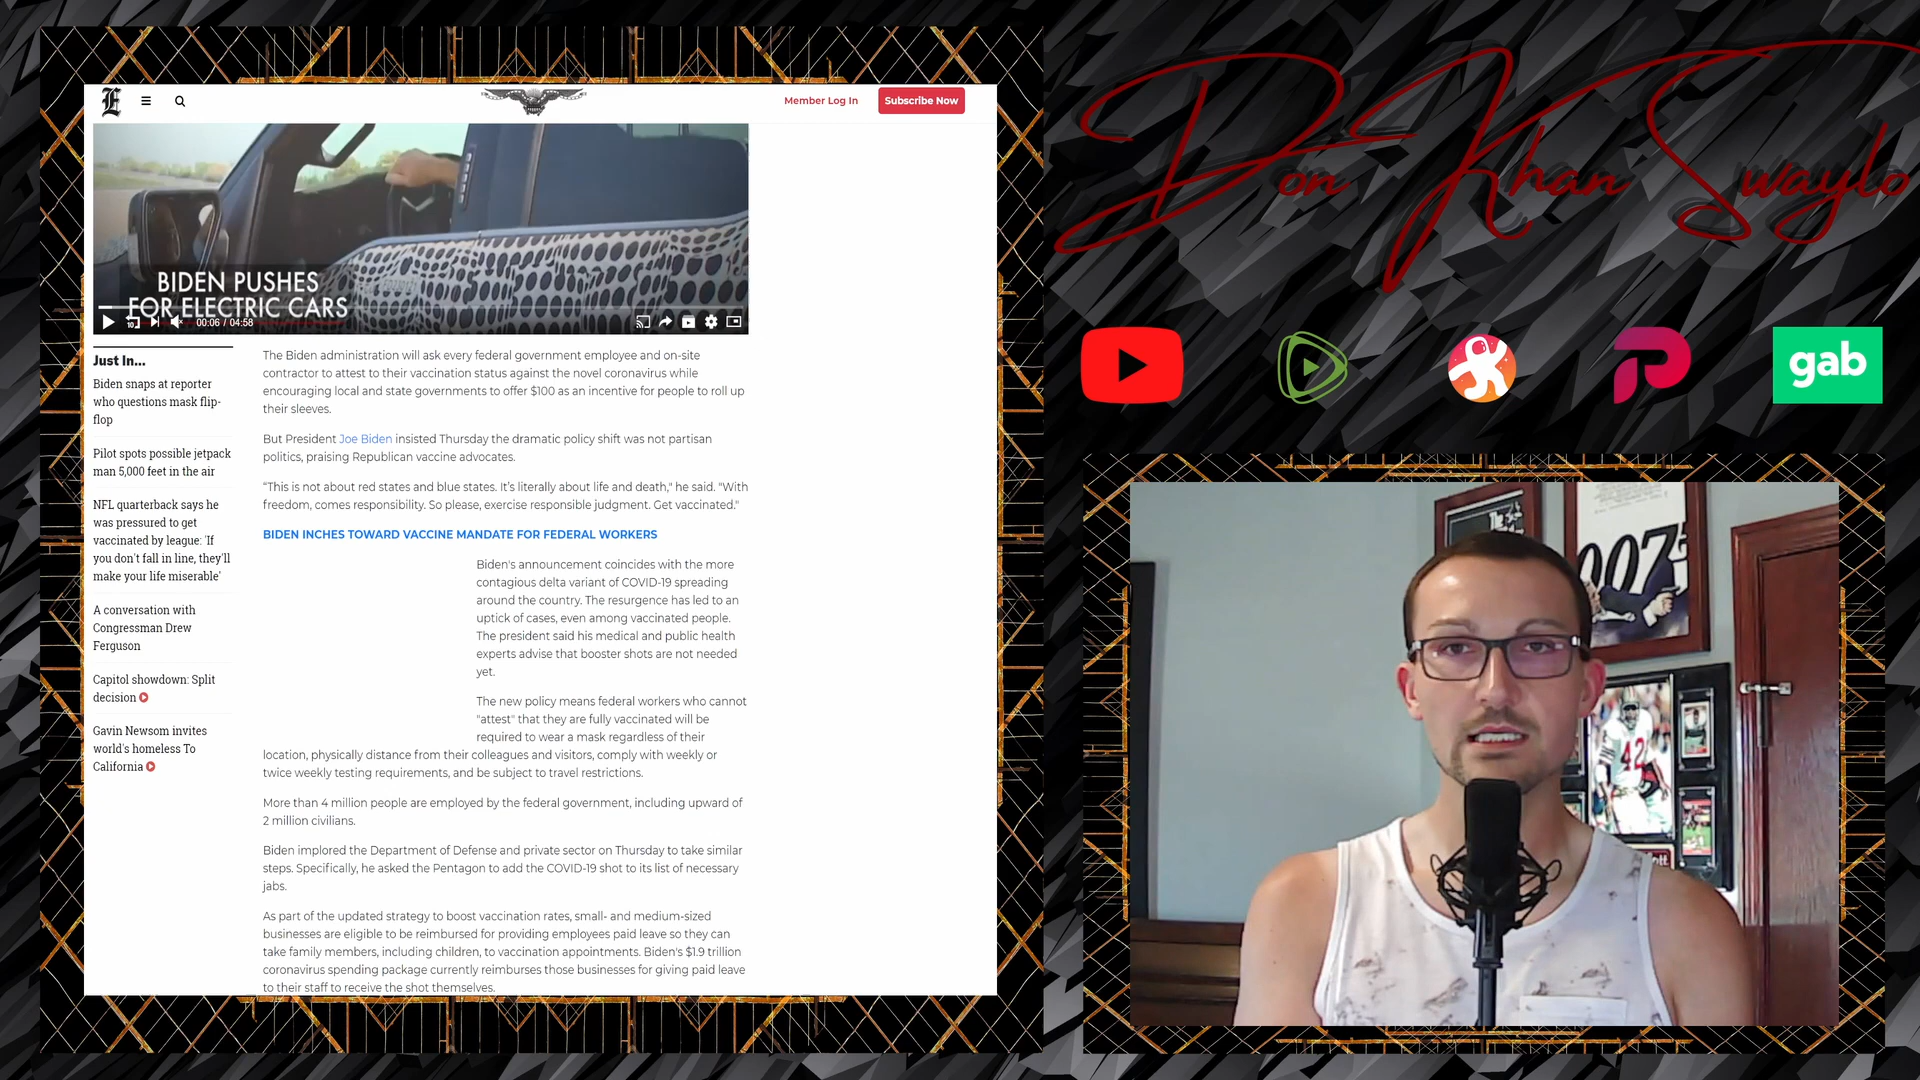 E
Member Log In
Subscribe Now
BIDEN PUSHES
FOR ELECTRIC CARS
10
00:06 / 04:58
Just In...
Biden snaps at reporter
who questions mask flip-
flop
Pilot spots possible jetpack
man 5,000 feet in the air
NFL quarterback says he
was pressured to get
vaccinated by league: 'If
you don't fall in line, they'll
make your life miserable'
A conversation with
Congressman Drew
Ferguson
Capitol showdown: Split
decision
Gavin Newsom invites
world's homeless To
California
The Biden administration will ask every federal government employee and on-site
contractor to attest to their vaccination status against the novel coronavirus while
encouraging local and state governments to offer $100 as an incentive for people to roll up
their sleeves.
But President Joe Biden insisted Thursday the dramatic policy shift was not partisan
politics, praising Republican vaccine advocates.
“This is not about red states and blue states. It’s literally about life and death," he said. "With
freedom, comes responsibility. So please, exercise responsible judgment. Get vaccinated."
BIDEN INCHES TOWARD VACCINE MANDATE FOR FEDERAL WORKERS
Biden's announcement coincides with the more
contagious delta variant of COVID-19 spreading
around the country. The resurgence has led to an
uptick of cases, even among vaccinated people.
The president said his medical and public health
experts advise that booster shots are not needed
yet.
The new policy means federal workers who cannot
"attest" that they are fully vaccinated will be
required to wear a mask regardless of their
location, physically distance from their colleagues and visitors, comply with weekly or
twice weekly testing requirements, and be subject to travel restrictions.
More than 4 million people are employed by the federal government, including upward of
2 million civilians.
Biden implored the Department of Defense and private sector on Thursday to take similar
steps. Specifically, he asked the Pentagon to add the COVID-19 shot to its list of necessary
jabs.
As part of the updated strategy to boost vaccination rates, small- and medium-sized
businesses are eligible to be reimbursed for providing employees paid leave so they can
take family members, including children, to vaccination appointments. Biden's $1.9 trillion
coronavirus spending package currently reimburses those businesses for giving paid leave
to their staff to receive the shot themselves.
Don Khan Swaylo
gab
007
42